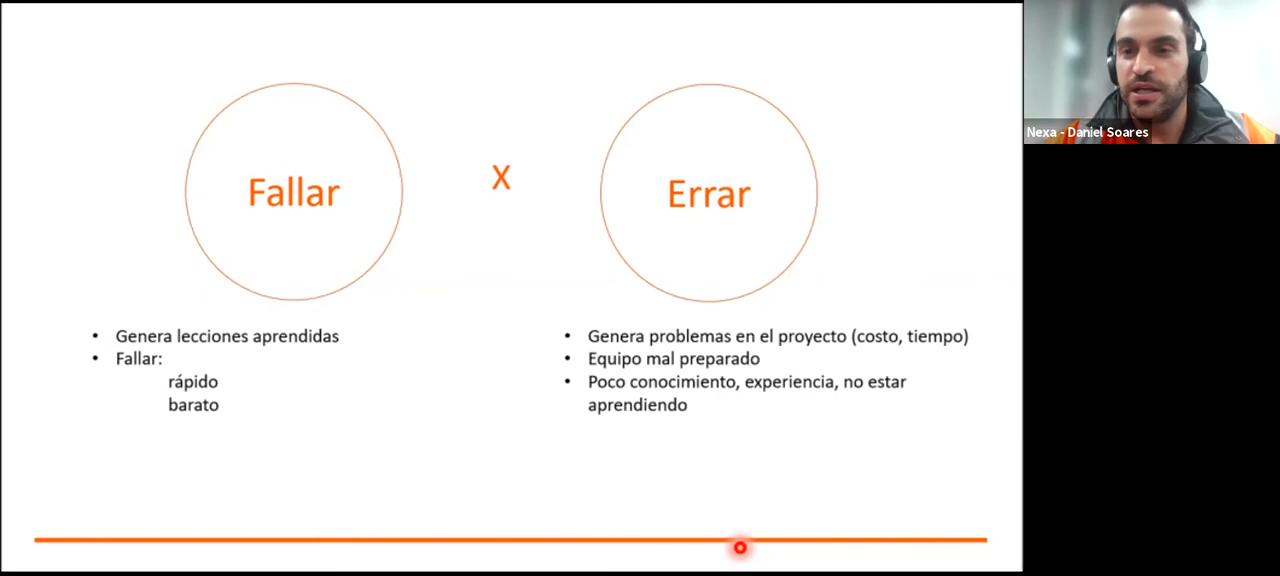 Fallar
X
Errar
• Genera lecciones aprendidas
• Fallar:
rápido
barato
• Genera problemas en el proyecto (costo, tiempo)
• Equipo mal preparado
• Poco conocimiento, experiencia, no estar
aprendiendo
Nexa - Daniel Soares